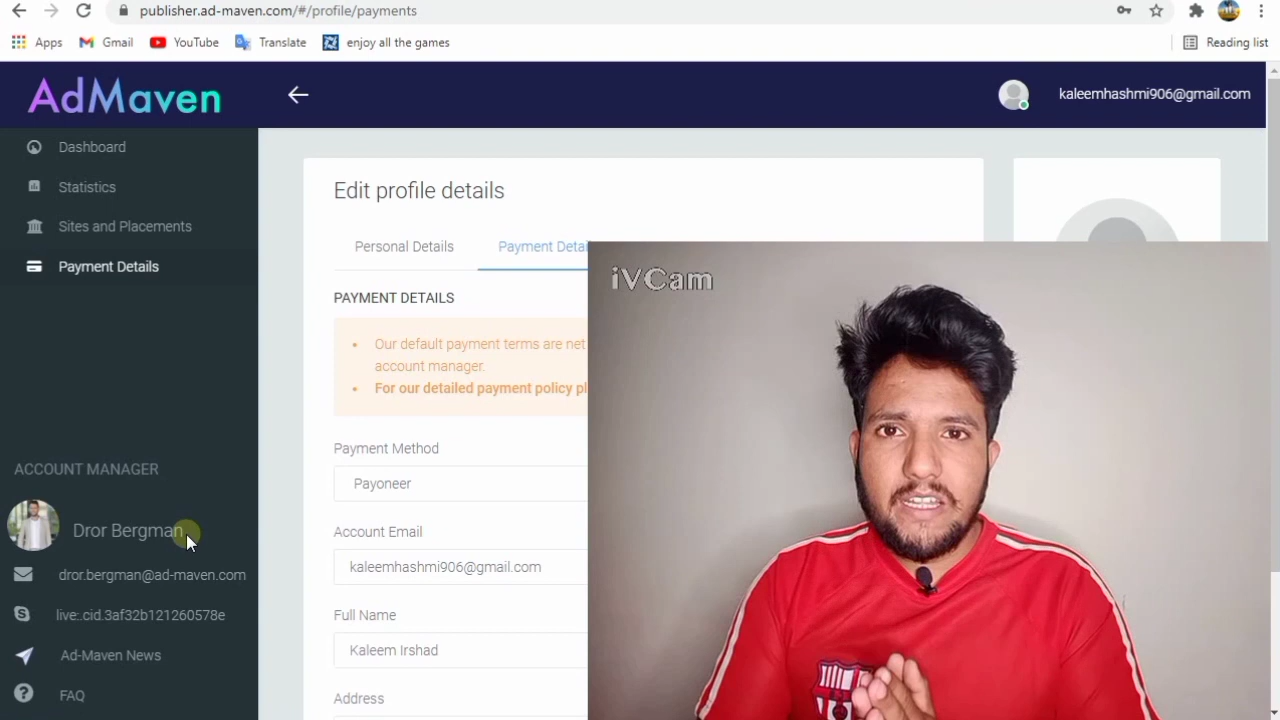 publisher.ad-maven.com/#/profile/payments
Apps
Gmail
YouTube
Translate
enjoy all the games
Reading list
AdMaven
kaleemhashmi906@gmail.com
Dashboard
Statistics
Sites and Placements
Payment Details
ACCOUNT MANAGER
Dror Bergman
dror.bergman@ad-maven.com
live:.cid.3af32b121260578e
Ad-Maven News
FAQ
Edit profile details
Personal Details
Payment Detai
PAYMENT DETAILS
Our default payment terms are net
account manager.
For our detailed payment policy pl
Payment Method
Payoneer
Account Email
kaleemhashmi906@gmail.com
Full Name
Kaleem Irshad
Address
iVCam